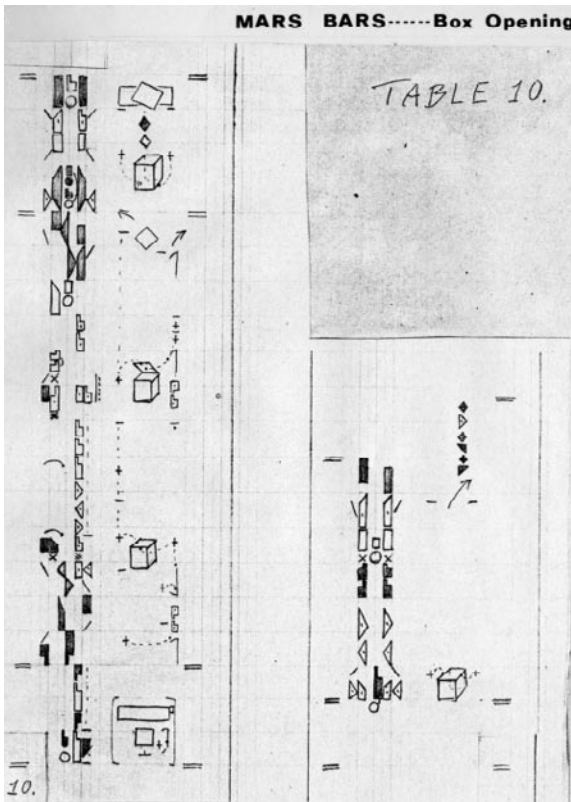 MARS BARS------Box Opening
TABLE 10.
10.